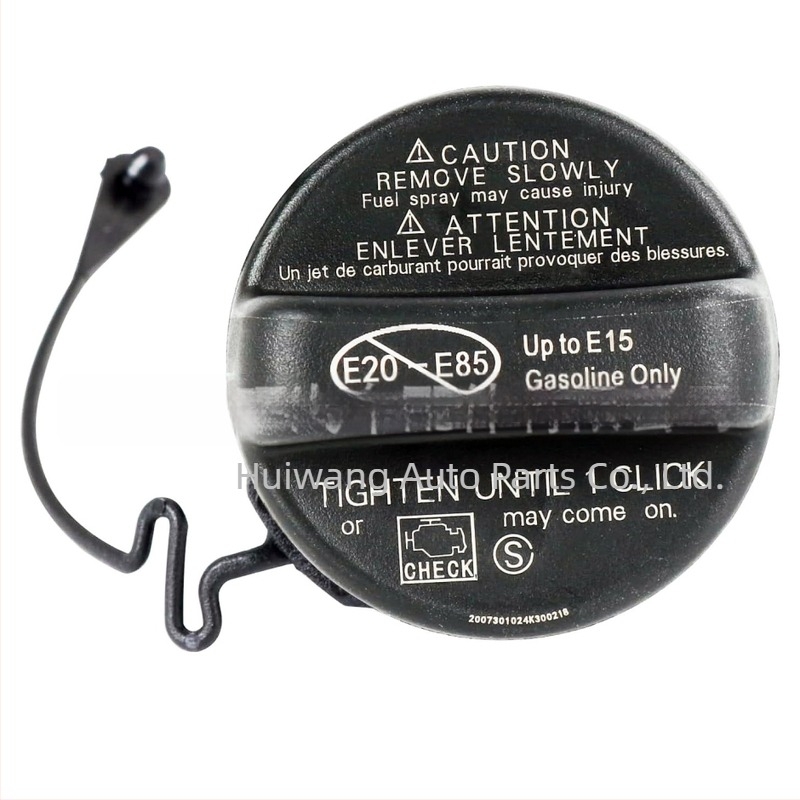 ⚠ CAUTION
REMOVE SLOWLY
Fuel spray may cause injury
⚠ ATTENTION
ENLEVER LENTEMENT
Un jet de carburant pourrait provoquer des blessures.
E20-E85 Up to E15
Gasoline Only
Huiwang Auto Parts Co., Ltd.
TIGHTEN UNTIL 1 CLICK
or CHECK S may come on.
2007301024K300218